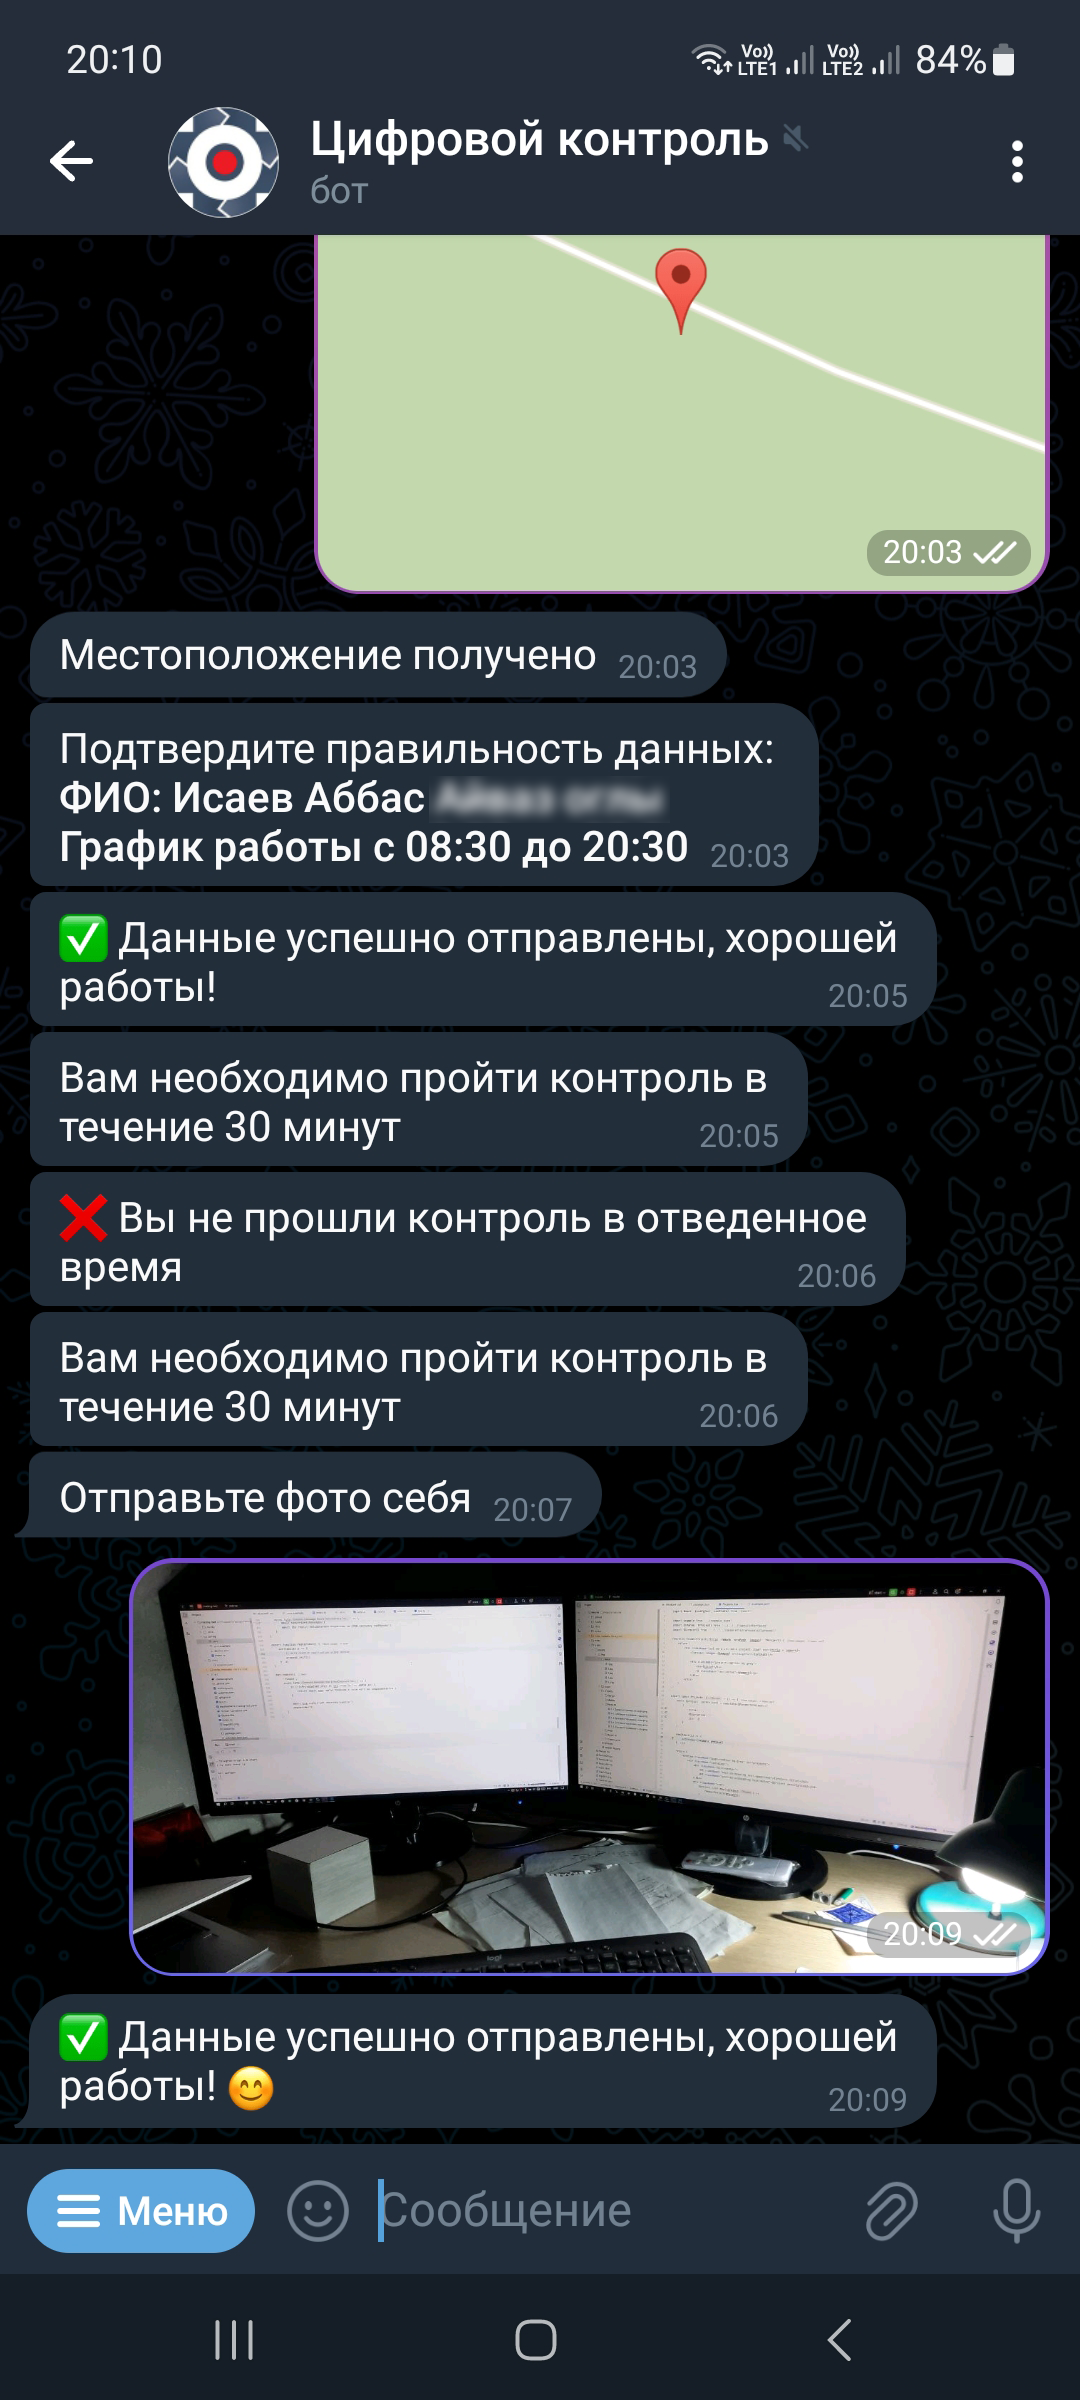 20:10
Vo)) LTE1
Vo)) LTE2
84%
Цифровой контроль
бот
20:03
Местоположение получено 20:03
Подтвердите правильность данных:
ФИО: Исаев Аббас
График работы с 08:30 до 20:30 20:03
✅ Данные успешно отправлены, хорошей
работы! 20:05
Вам необходимо пройти контроль в
течение 30 минут 20:05
❌ Вы не прошли контроль в отведенное
время 20:06
Вам необходимо пройти контроль в
течение 30 минут 20:06
Отправьте фото себя 20:07
logi
20:09
✅ Данные успешно отправлены, хорошей
работы! 😊 20:09
Меню
Сообщение